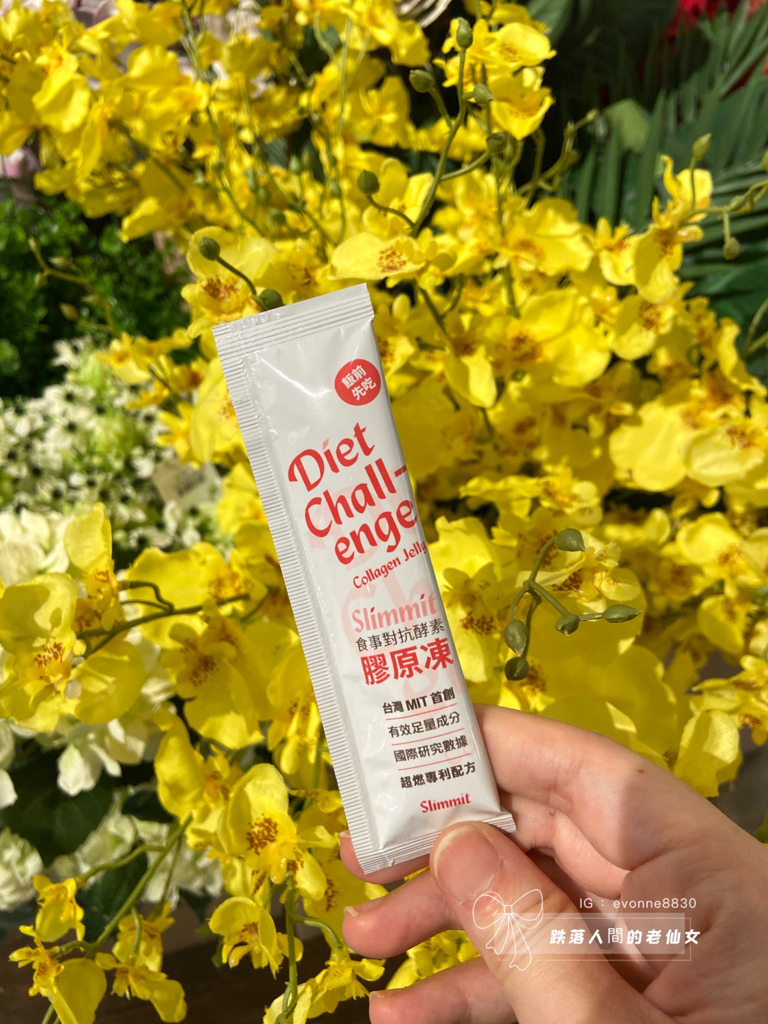 飯前
先吃
Diet
Chall-
enge
Collagen Jelly
Slimmit
食事對抗酵素
膠原凍
台灣 MIT 首創
有效足量成分
國際研究數據
超燃專利配方
Slimmit
IG : evonne8830
跌落人間的老仙女